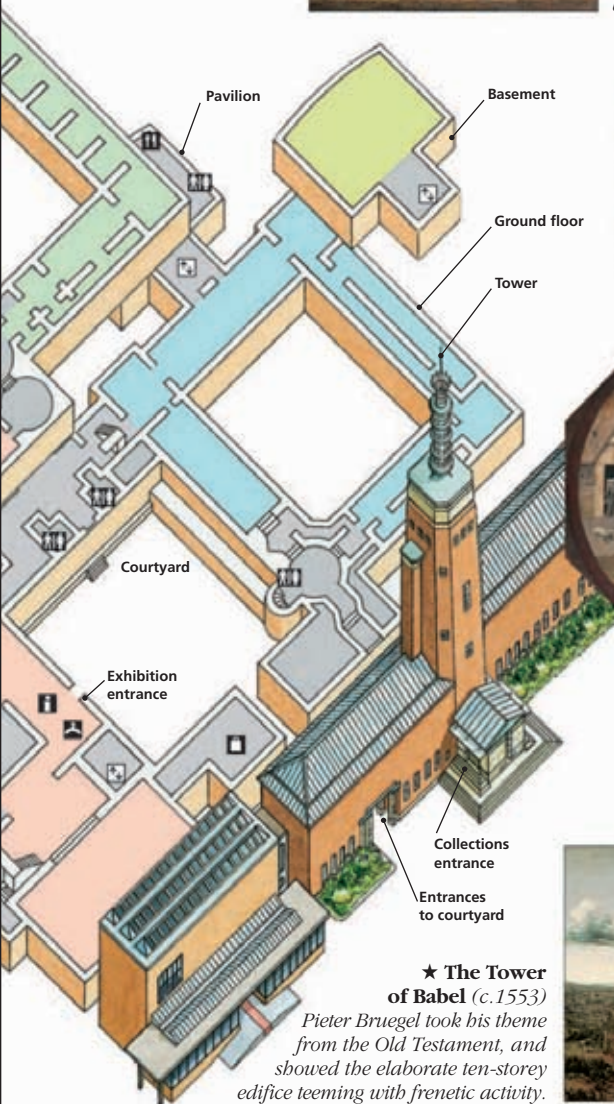 Pavilion
Basement
Ground floor
Tower
Courtyard
Exhibition
entrance
Collections
entrance
Entrances
to courtyard
★ The Tower
of Babel (c.1553)
Pieter Bruegel took his theme
from the Old Testament, and
showed the elaborate ten-storey
edifice teeming with frenetic activity.